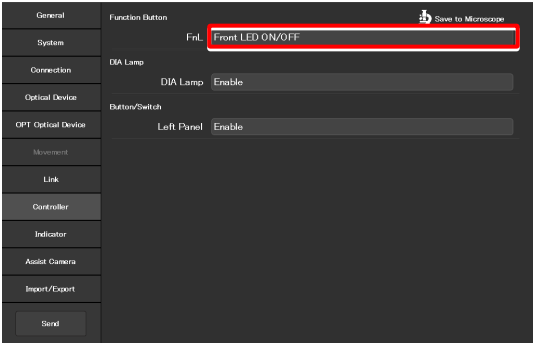 General
System
Connection
Optical Device
OPT Optical Device
Movement
Link
Controller
Indicator
Assist Camera
Import/Export
Send
Function Button
Save to Microscope
FnL Front LED ON/OFF
DIA Lamp
DIA Lamp Enable
Button/Switch
Left Panel Enable